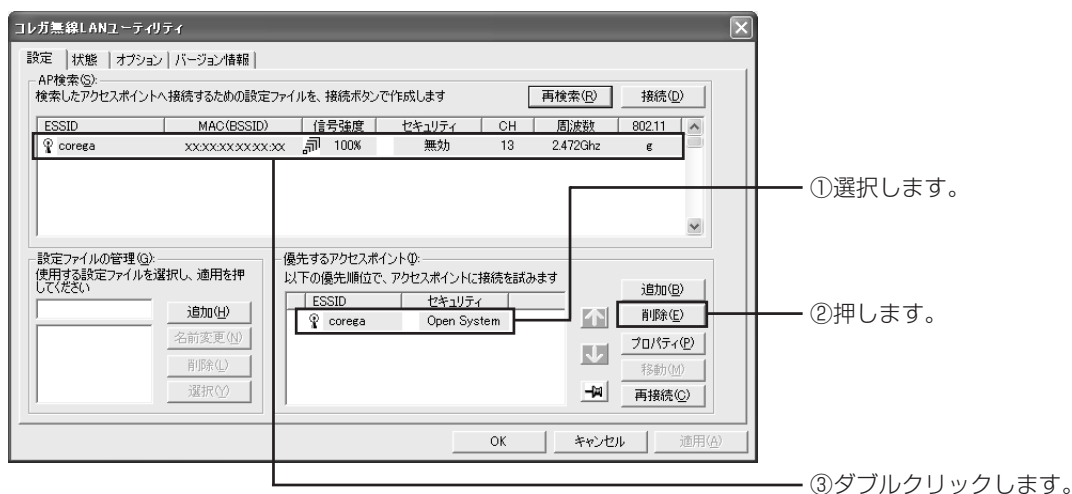 コレガ無線LANユーティリティ
設定 状態 オプション バージョン情報
AP検索(S):
検索したアクセスポイントへ接続するための設定ファイルを、接続ボタンで作成します 再検索(R) 接続(D)
ESSID MAC(BSSID) 信号強度 セキュリティ CH 周波数 802.11
corega xx:xx:xx:xx:xx:xx 100% 無効 13 2.472Ghz g
①選択します。
設定ファイルの管理(G):
使用する設定ファイルを選択し、適用を押
してください
追加(H)
名前変更(N)
削除(L)
選択(Y)
優先するアクセスポイント(I):
以下の優先順位で、アクセスポイントに接続を試みます
ESSID セキュリティ
corega Open System
追加(B)
削除(E)
②押します。
プロパティ(P)
移動(M)
再接続(C)
OK キャンセル 適用(A)
③ダブルクリックします。